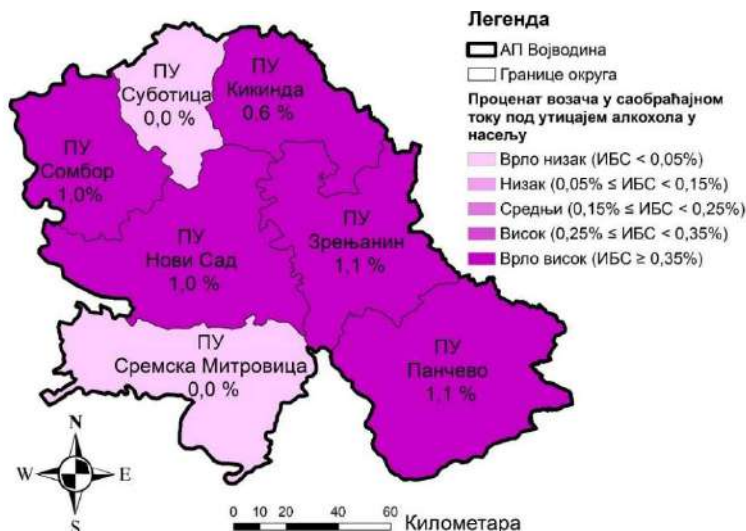 ПУ
Суботица
0,0 %
ПУ
Кикинда
0,6 %
ПУ
Сомбор
1,0%
ПУ
Нови Сад
1,0 %
ПУ
Зрењанин
1,1 %
ПУ
Сремска Митровица
0,0 %
ПУ
Панчево
1,1 %
Легенда
АП Војводина
Границе округа
Проценат возача у саобраћајном
току под утицајем алкохола у
насељу
Врло низак (ИБС < 0,05%)
Низак (0,05% ≤ ИБС < 0,15%)
Средњи (0,15% ≤ ИБС < 0,25%)
Висок (0,25% ≤ ИБС < 0,35%)
Врло висок (ИБС ≥ 0,35%)
N
W E
S
0 10 20 40 60
Километара